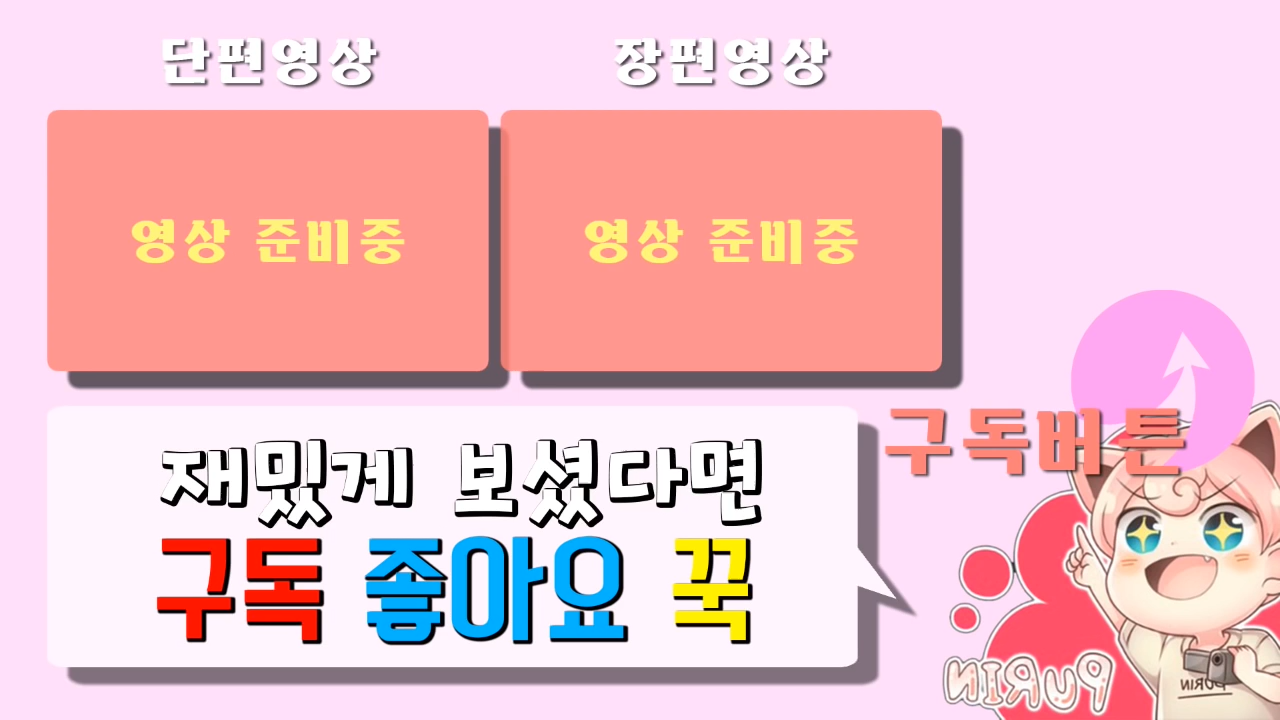 단편영상
장편영상
영상 준비중
영상 준비중
구독버튼
재밌게 보셨다면
구독 좋아요 꾹
PURIN
PURIN